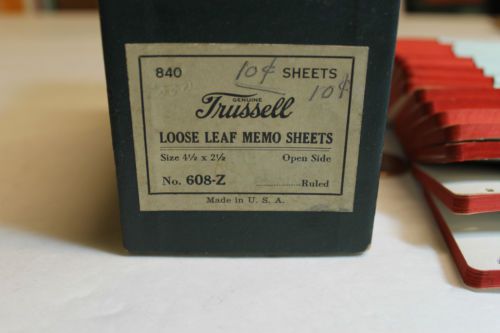 840 10¢ SHEETS
10¢
GENUINE
Trussell
LOOSE LEAF MEMO SHEETS
Size 4½ x 2½ Open Side
No. 608-Z ..................Ruled
Made in U. S. A.